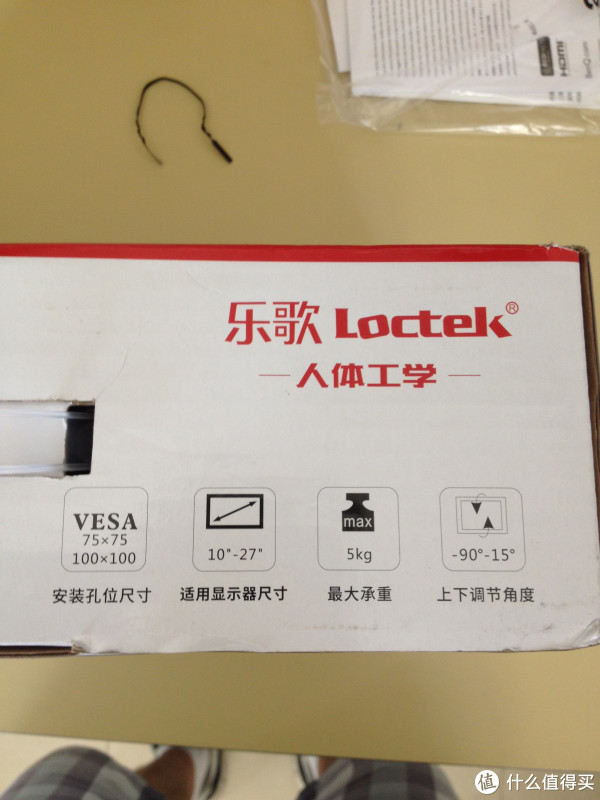 HDMI
乐歌 Loctek®
人体工学
VESA
75×75
100×100
安装孔位尺寸
10"-27"
适用显示器尺寸
max
5kg
最大承重
-90°-15°
上下调节角度
值 什么值得买